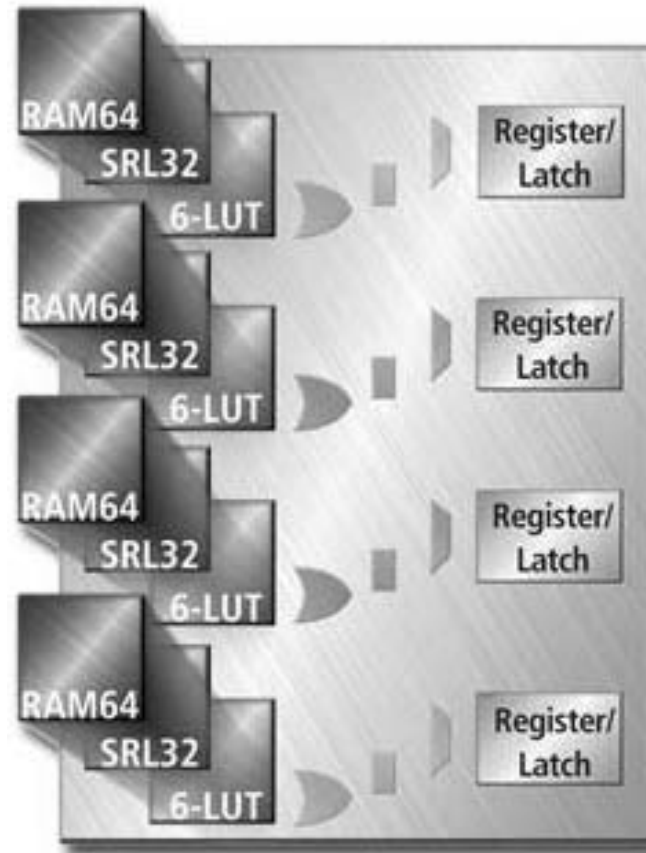 RAM64
SRL32
6-LUT
Register/
Latch
RAM64
SRL32
6-LUT
Register/
Latch
RAM64
SRL32
6-LUT
Register/
Latch
RAM64
SRL32
6-LUT
Register/
Latch